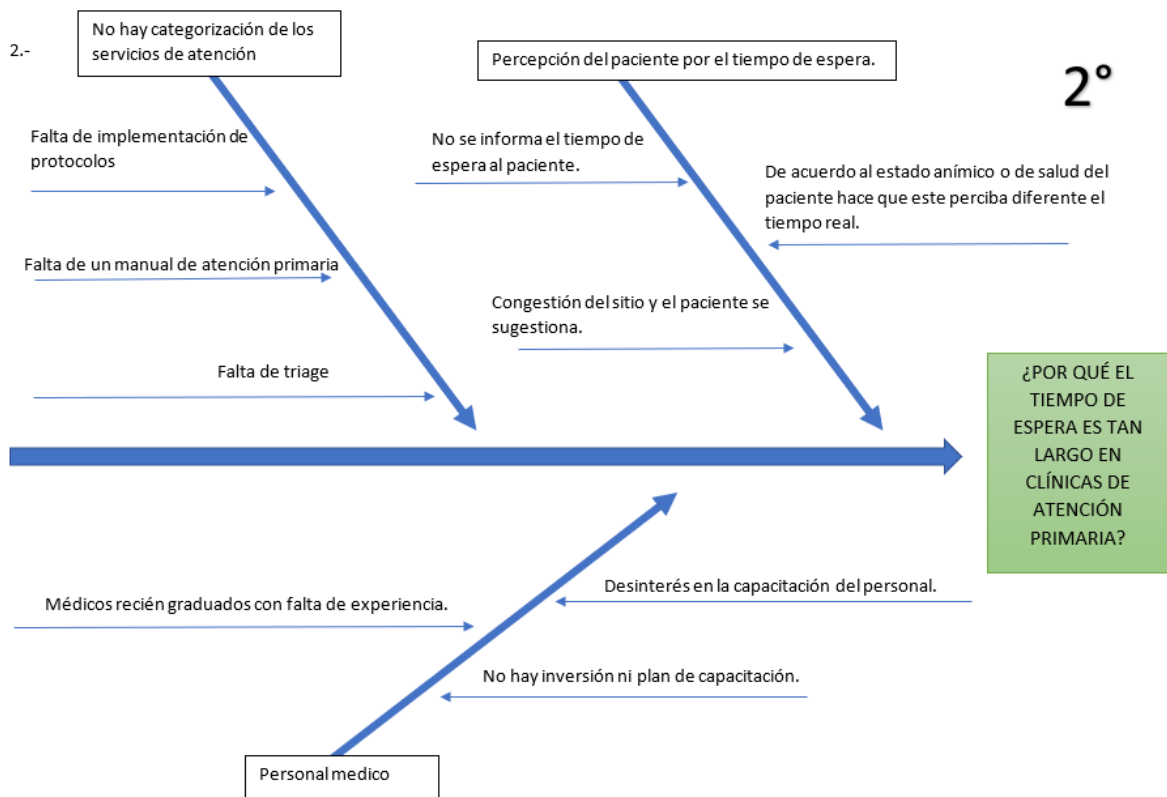 2.-
No hay categorización de los
servicios de atención
Percepción del paciente por el tiempo de espera.
2°
Falta de implementación de
protocolos
No se informa el tiempo de
espera al paciente.
De acuerdo al estado anímico o de salud del
paciente hace que este perciba diferente el
tiempo real.
Falta de un manual de atención primaria
Congestión del sitio y el paciente se
sugestiona.
Falta de triage
¿POR QUÉ EL
TIEMPO DE
ESPERA ES TAN
LARGO EN
CLÍNICAS DE
ATENCIÓN
PRIMARIA?
Médicos recién graduados con falta de experiencia.
Desinterés en la capacitación del personal.
No hay inversión ni plan de capacitación.
Personal medico